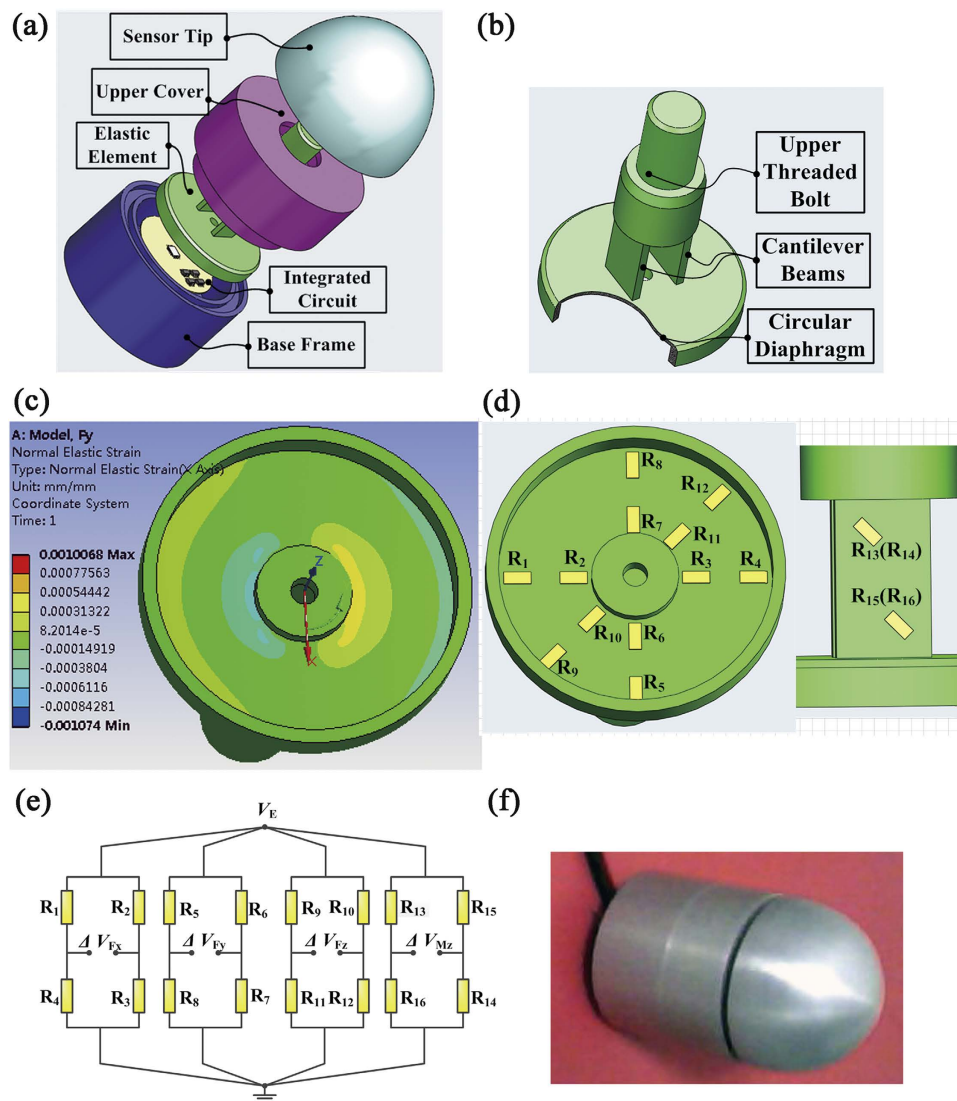 (a)
Sensor Tip
Upper Cover
Elastic
Element
Integrated
Circuit
Base Frame
(b)
Upper
Threaded
Bolt
Cantilever
Beams
Circular
Diaphragm
(c)
A: Model, Fy
Normal Elastic Strain
Type: Normal Elastic Strain(X Axis)
Unit: mm/mm
Coordinate System
Time: 1
0.0010068 Max
0.00077563
0.00054442
0.00031322
8.2014e-5
-0.00014919
-0.0003804
-0.0006116
-0.00084281
-0.001074 Min
Z
X
(d)
R8
R12
R7
R11
R1
R2
R3
R4
R10
R6
R9
R5
R13(R14)
R15(R16)
(e)
VE
R1 R2 R5 R6 R9 R10 R13 R15
Δ VFx Δ VFy Δ VFz Δ VMz
R4 R3 R8 R7 R11 R12 R16 R14
(f)